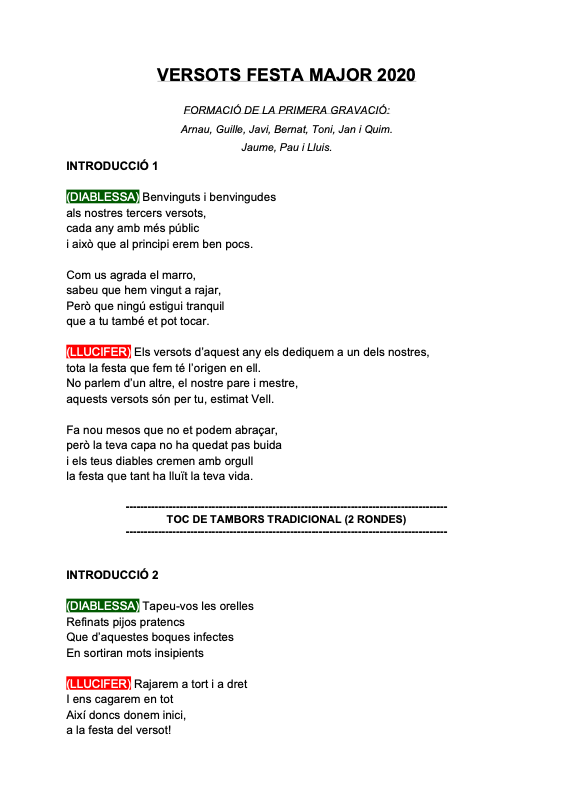 VERSOTS FESTA MAJOR 2020
FORMACIÓ DE LA PRIMERA GRAVACIÓ:
Arnau, Guille, Javi, Bernat, Toni, Jan i Quim.
Jaume, Pau i Lluis.
INTRODUCCIÓ 1
(DIABLESSA) Benvinguts i benvingudes
als nostres tercers versots,
cada any amb més públic
i això que al principi erem ben pocs.
Com us agrada el marro,
sabeu que hem vingut a rajar,
Però que ningú estigui tranquil
que a tu també et pot tocar.
(LLUCIFER) Els versots d'aquest any els dediquem a un dels nostres,
tota la festa que fem té l'origen en ell.
No parlem d'un altre, el nostre pare i mestre,
aquests versots són per tu, estimat Vell.
Fa nou mesos que no et podem abraçar,
però la teva capa no ha quedat pas buida
i els teus diables cremen amb orgull
la festa que tant ha lluït la teva vida.
TOC DE TAMBORS TRADICIONAL (2 RONDES)
INTRODUCCIÓ 2
(DIABLESSA) Tapeu-vos les orelles
Refinats pijos pratencs
Que d'aquestes boques infectes
En sortiran mots insipients
(LLUCIFER) Rajarem a tort i a dret
I ens cagarem en tot
Així doncs donem inici,
a la festa del versot!